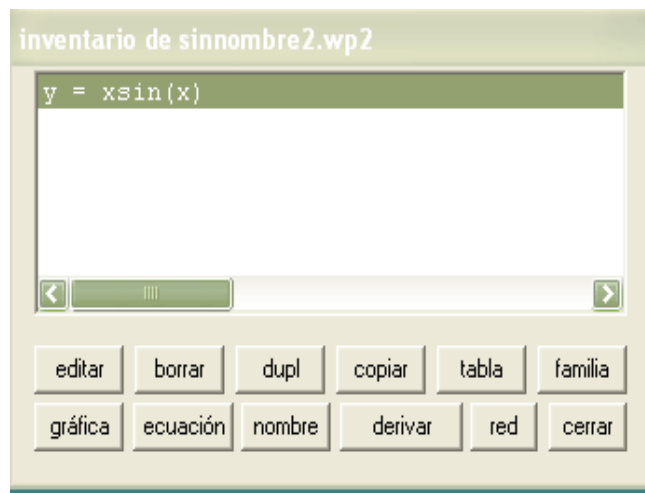 inventario de sinnombre2.wp2
y = xsin(x)
editar borrar dupl copiar tabla familia
gráfica ecuación nombre derivar red cerrar